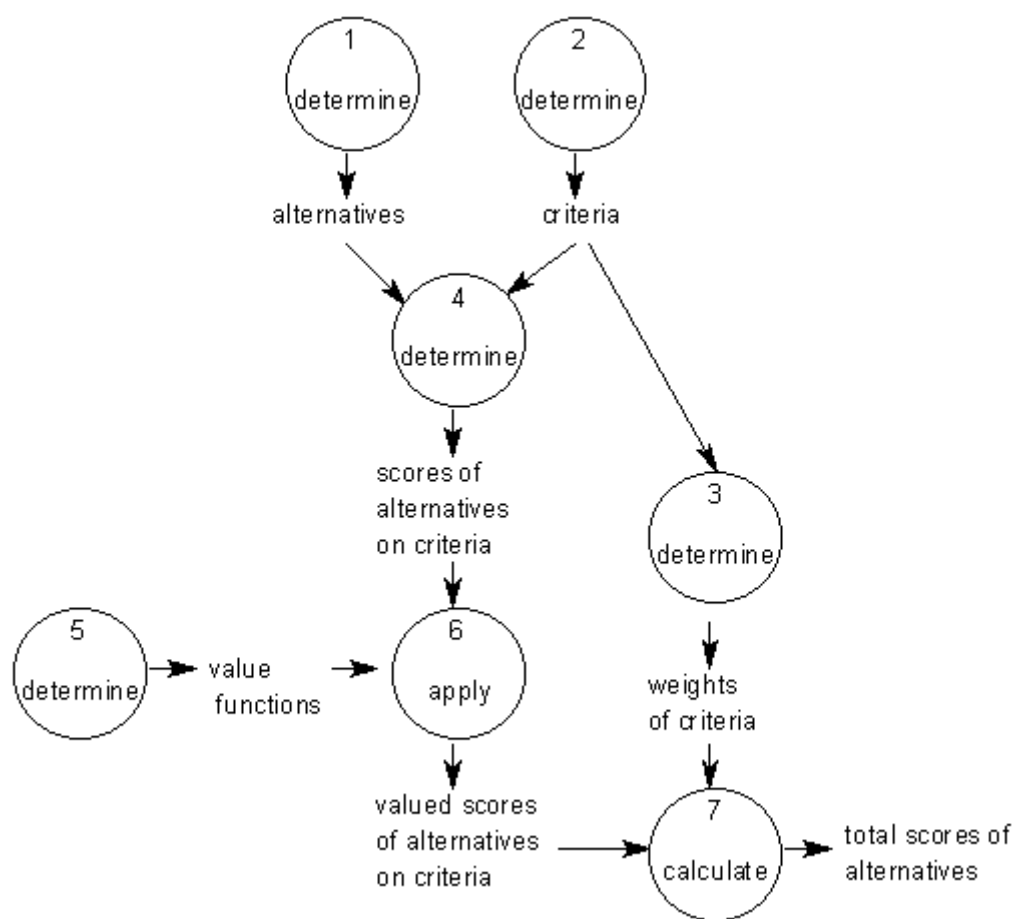 1
determine
2
determine
alternatives
criteria
4
determine
scores of
alternatives
on criteria
3
determine
5
determine
value
functions
6
apply
weights
of criteria
valued scores
of alternatives
on criteria
7
calculate
total scores of
alternatives